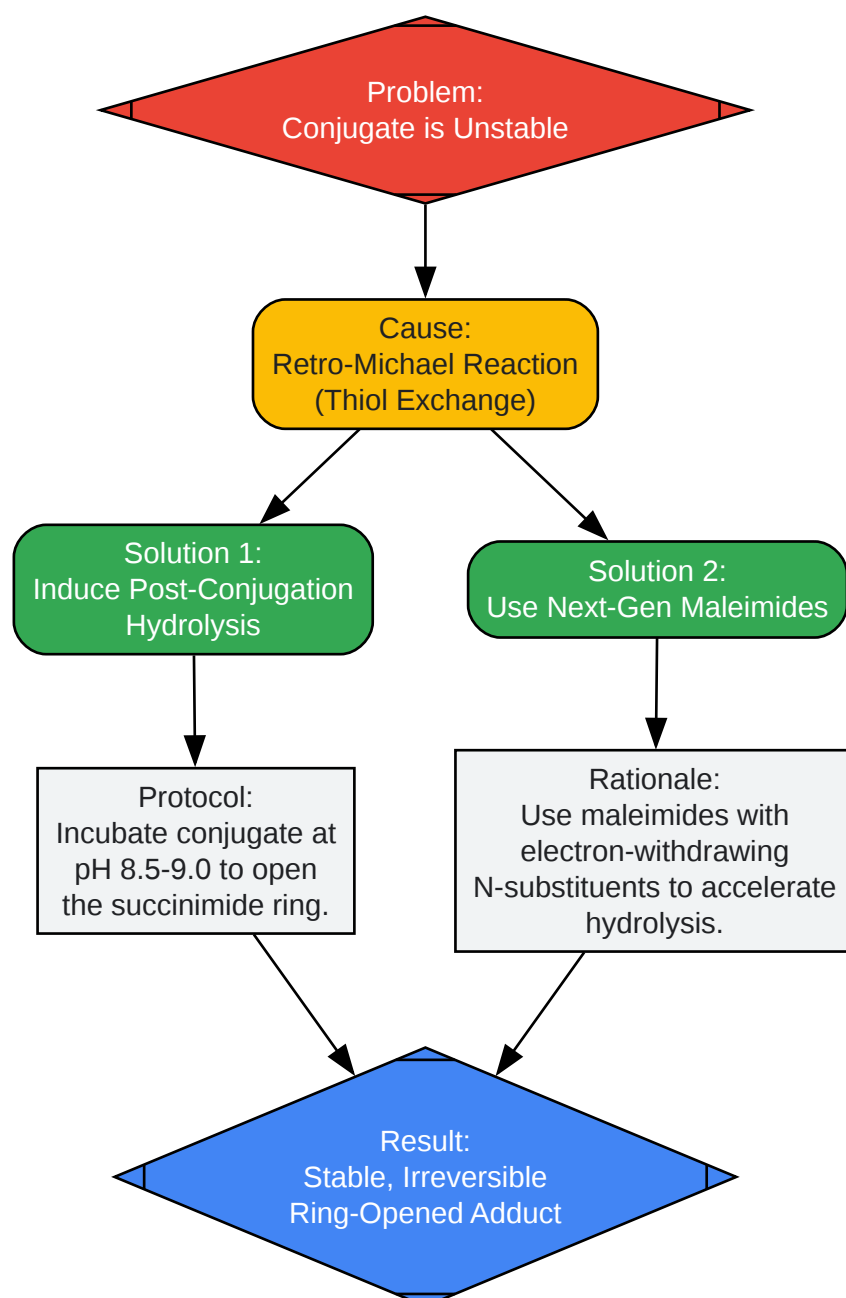 Problem:
Conjugate is Unstable
Cause:
Retro-Michael Reaction
(Thiol Exchange)
Solution 1:
Induce Post-Conjugation
Hydrolysis
Solution 2:
Use Next-Gen Maleimides
Protocol:
Incubate conjugate at
pH 8.5-9.0 to open
the succinimide ring.
Rationale:
Use maleimides with
electron-withdrawing
N-substituents to accelerate
hydrolysis.
Result:
Stable, Irreversible
Ring-Opened Adduct